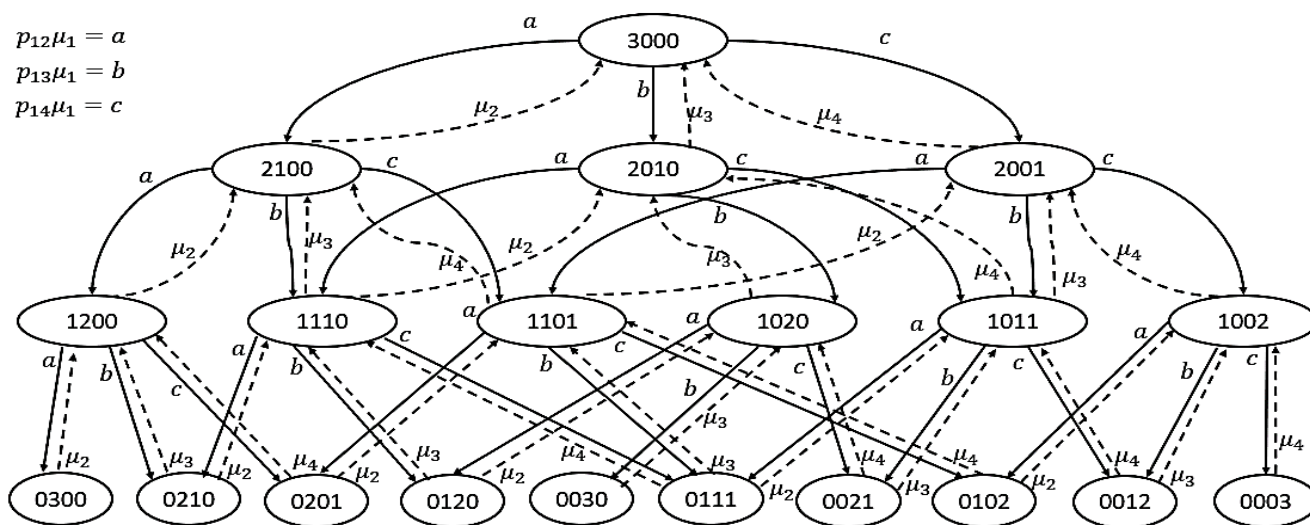 p₁₂μ₁ = a
p₁₃μ₁ = b
p₁₄μ₁ = c
a 3000 c
b μ₂ μ₃ μ₄
2100 2010 2001
a c a c a c
b b b
μ₂ μ₃ μ₄ μ₂ μ₃ μ₄ μ₂ μ₃ μ₄
1200 1110 1101 1020 1011 1002
a b c a b c a b c a b c a b c a b c
μ₂ μ₃ μ₄ μ₂ μ₃ μ₄ μ₂ μ₃ μ₄ μ₂ μ₃ μ₄ μ₂ μ₃ μ₄ μ₂ μ₃ μ₄
0300 0210 0201 0120 0030 0111 0021 0102 0012 0003